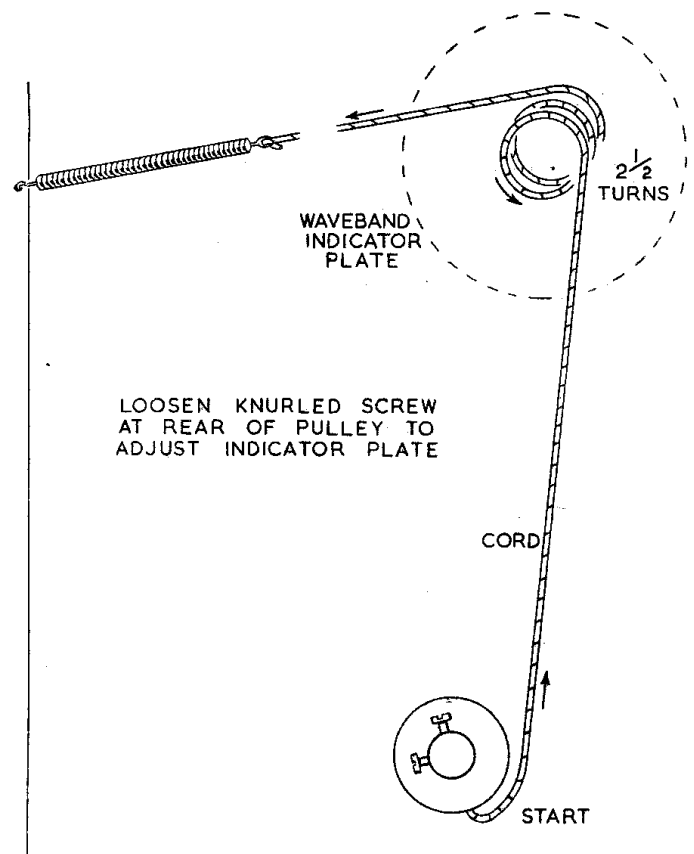 2 1/2
TURNS
WAVEBAND
INDICATOR
PLATE
LOOSEN KNURLED SCREW
AT REAR OF PULLEY TO
ADJUST INDICATOR PLATE
CORD
START